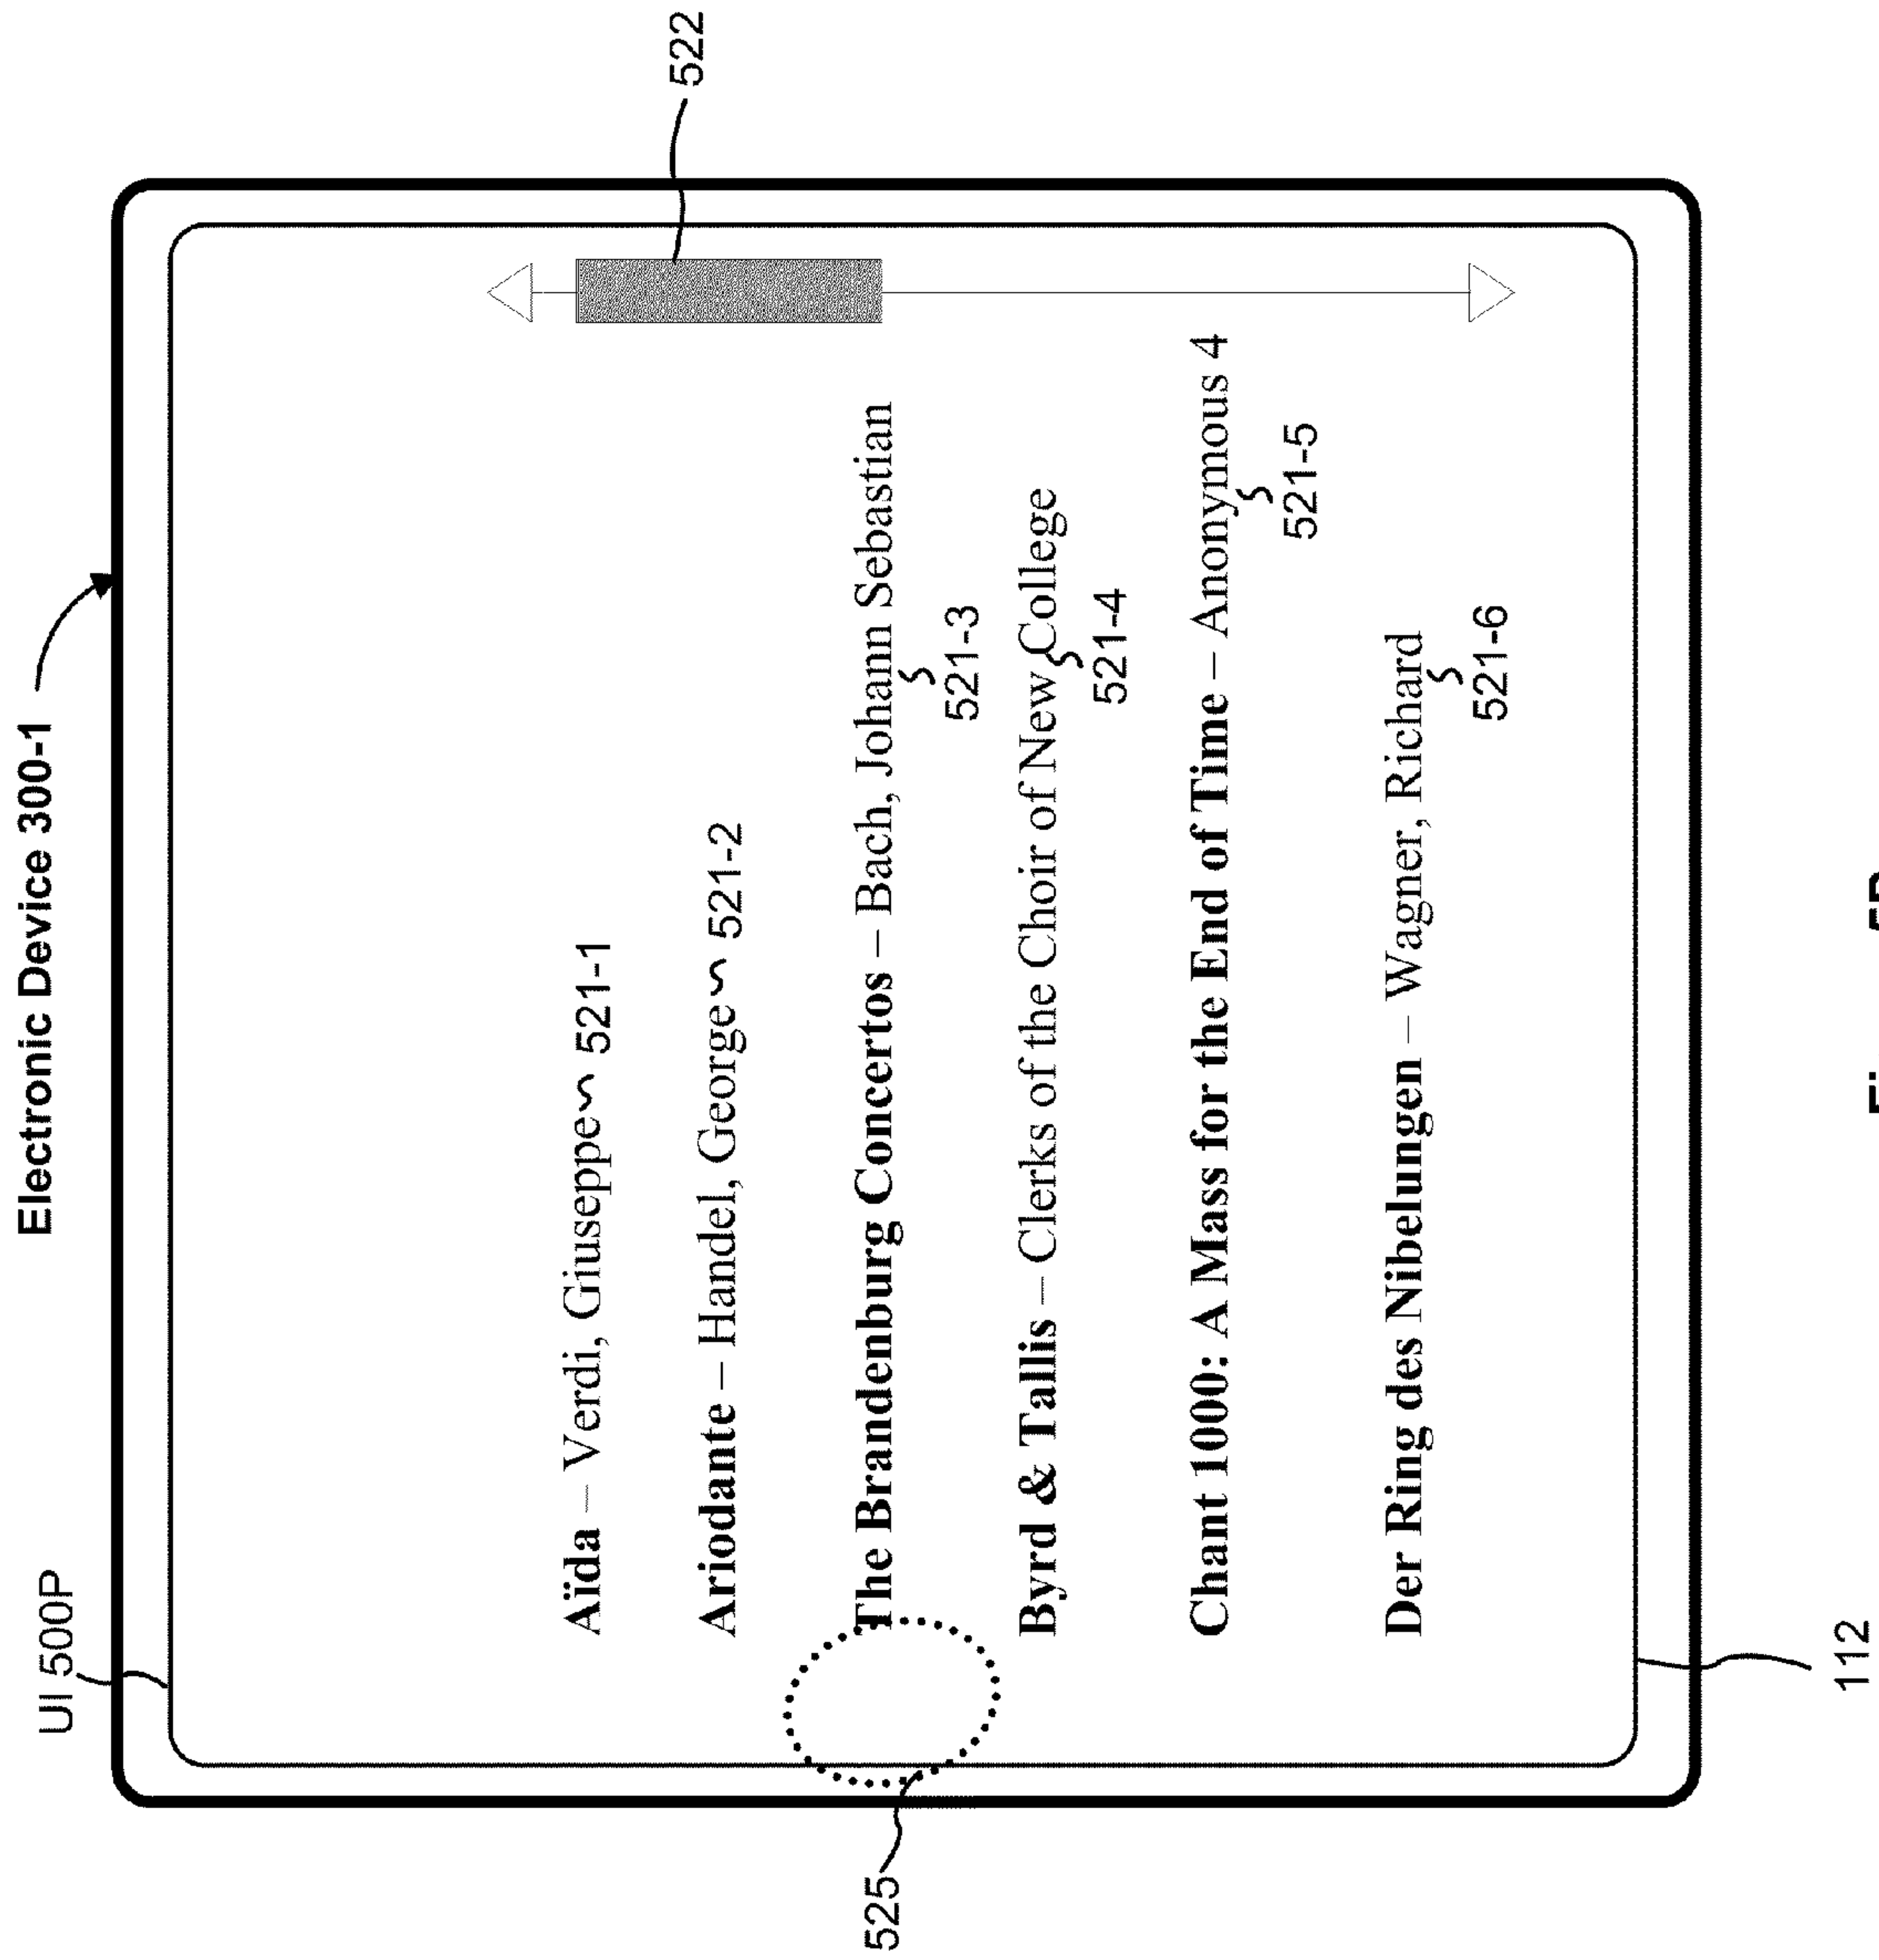 Electronic Device 300-1
UI 500P
522
Aïda – Verdi, Giuseppe 521-1
Ariodante – Handel, George 521-2
The Brandenburg Concertos – Bach, Johann Sebastian
521-3
525
Byrd & Tallis – Clerks of the Choir of New College
521-4
Chant 1000: A Mass for the End of Time – Anonymous 4
521-5
Der Ring des Nibelungen – Wagner, Richard
521-6
112